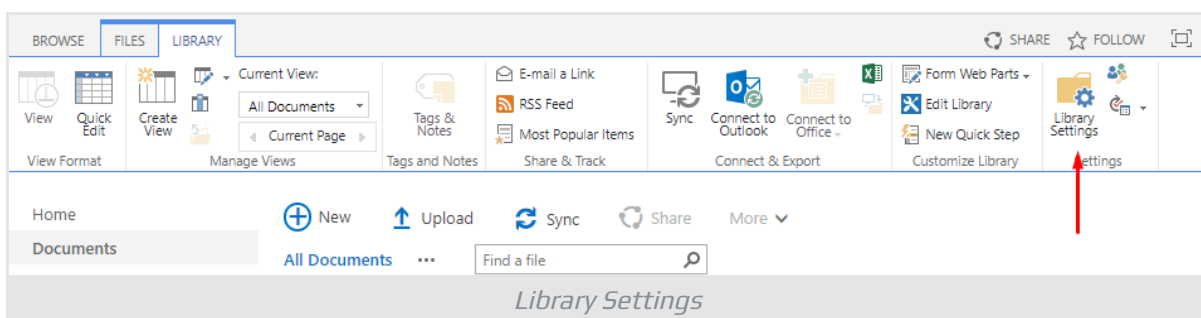 BROWSE FILES LIBRARY SHARE FOLLOW
Current View:
All Documents
Current Page
View
Quick
Edit
Create
View
Tags &
Notes
E-mail a Link
RSS Feed
Most Popular Items
Sync
Connect to
Outlook
Connect to
Office
Form Web Parts
Edit Library
New Quick Step
Library
Settings
View Format Manage Views Tags and Notes Share & Track Connect & Export Customize Library Settings
Home
Documents
New Upload Sync Share More
All Documents ... Find a file
Library Settings